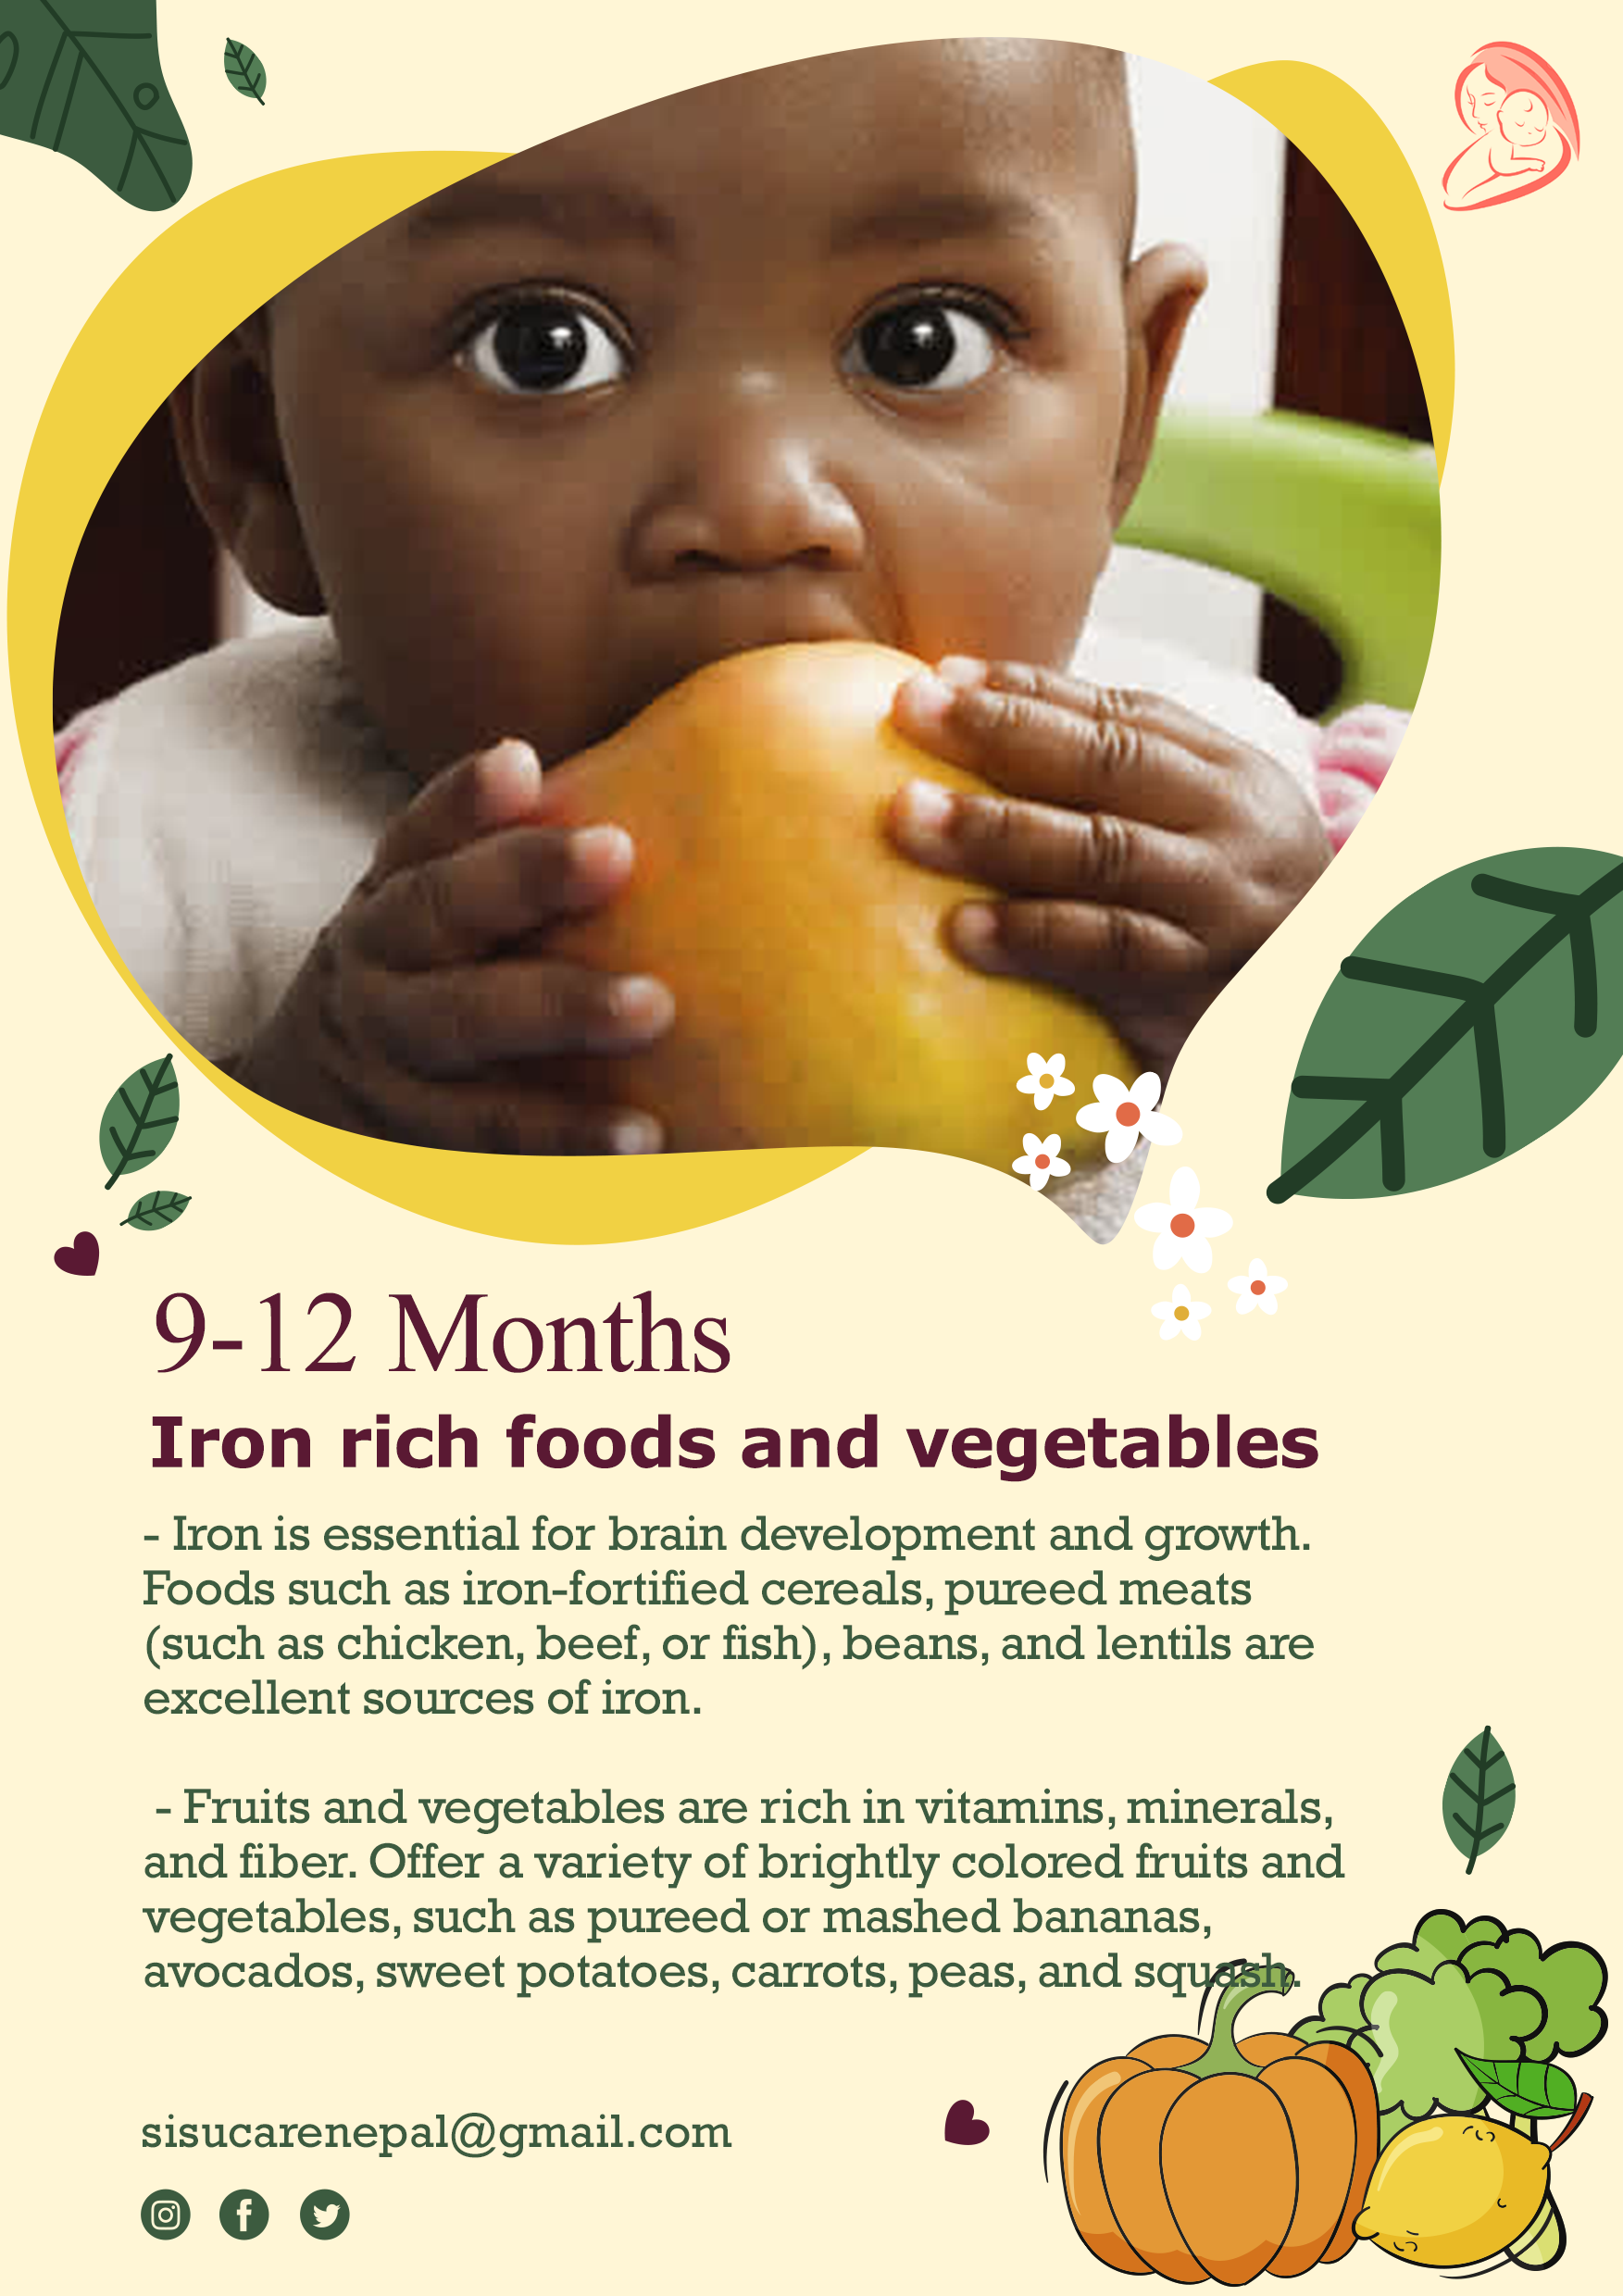 9-12 Months
Iron rich foods and vegetables
- Iron is essential for brain development and growth.
Foods such as iron-fortified cereals, pureed meats
(such as chicken, beef, or fish), beans, and lentils are
excellent sources of iron.
- Fruits and vegetables are rich in vitamins, minerals,
and fiber. Offer a variety of brightly colored fruits and
vegetables, such as pureed or mashed bananas,
avocados, sweet potatoes, carrots, peas, and squash.
sisucarenepal@gmail.com